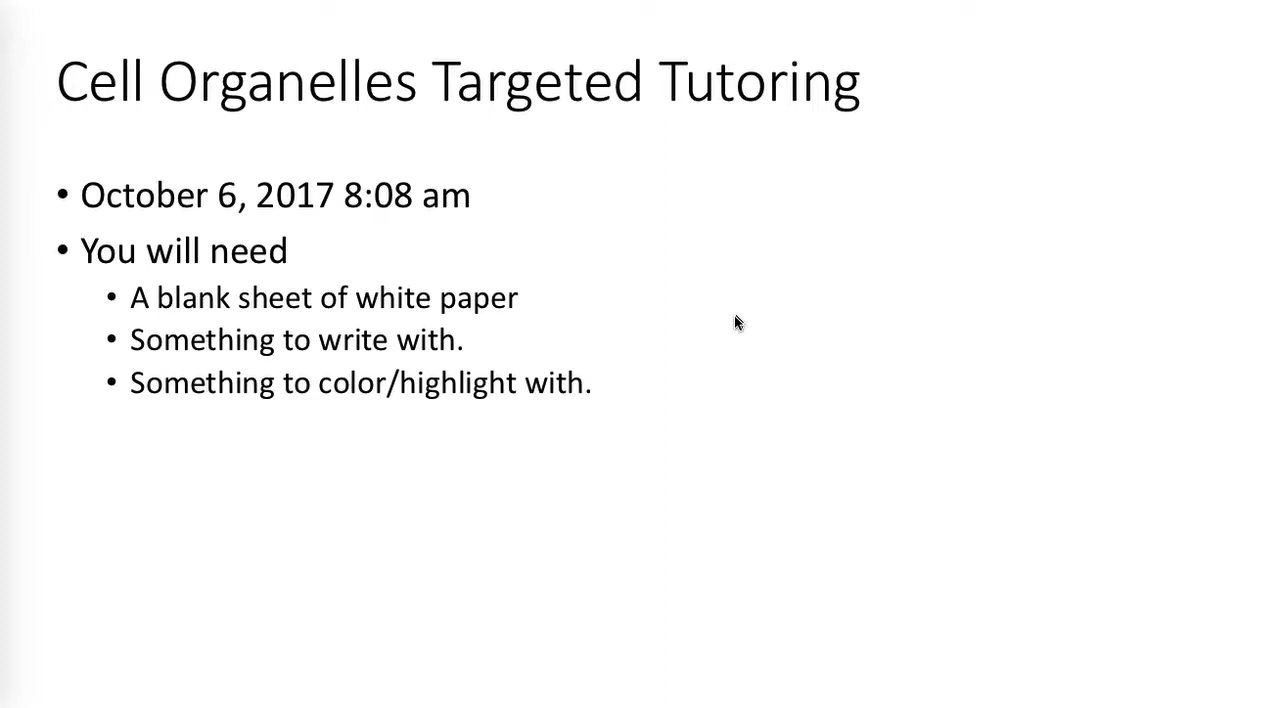 Cell Organelles Targeted Tutoring
• October 6, 2017 8:08 am
• You will need
• A blank sheet of white paper
• Something to write with.
• Something to color/highlight with.